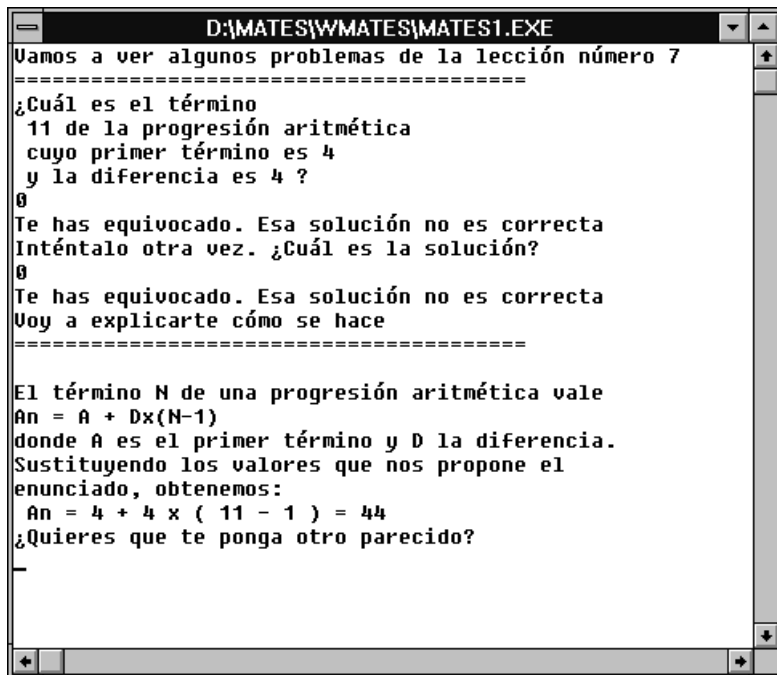 D:\MATES\WMATES\MATES1.EXE
Vamos a ver algunos problemas de la lección número 7
========================================
¿Cuál es el término
11 de la progresión aritmética
cuyo primer término es 4
y la diferencia es 4 ?
0
Te has equivocado. Esa solución no es correcta
Inténtalo otra vez. ¿Cuál es la solución?
0
Te has equivocado. Esa solución no es correcta
Voy a explicarte cómo se hace
========================================
El término N de una progresión aritmética vale
An = A + Dx(N-1)
donde A es el primer término y D la diferencia.
Sustituyendo los valores que nos propone el
enunciado, obtenemos:
An = 4 + 4 x ( 11 - 1 ) = 44
¿Quieres que te ponga otro parecido?